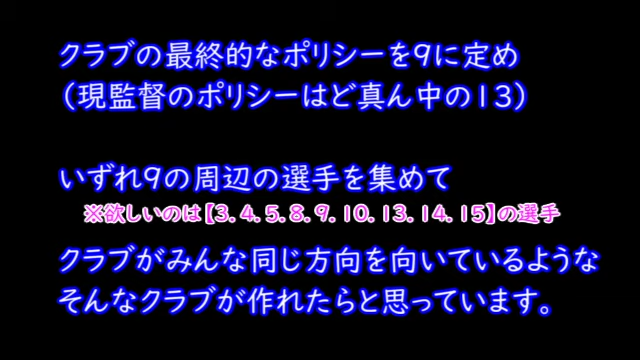 クラブの最終的なポリシーを9に定め
(現監督のポリシーはど真ん中の13)
いずれ9の周辺の選手を集めて
※欲しいのは【3.4.5.8.9.10.13.14.15】の選手
クラブがみんな同じ方向を向いているような
そんなクラブが作れたらと思っています。